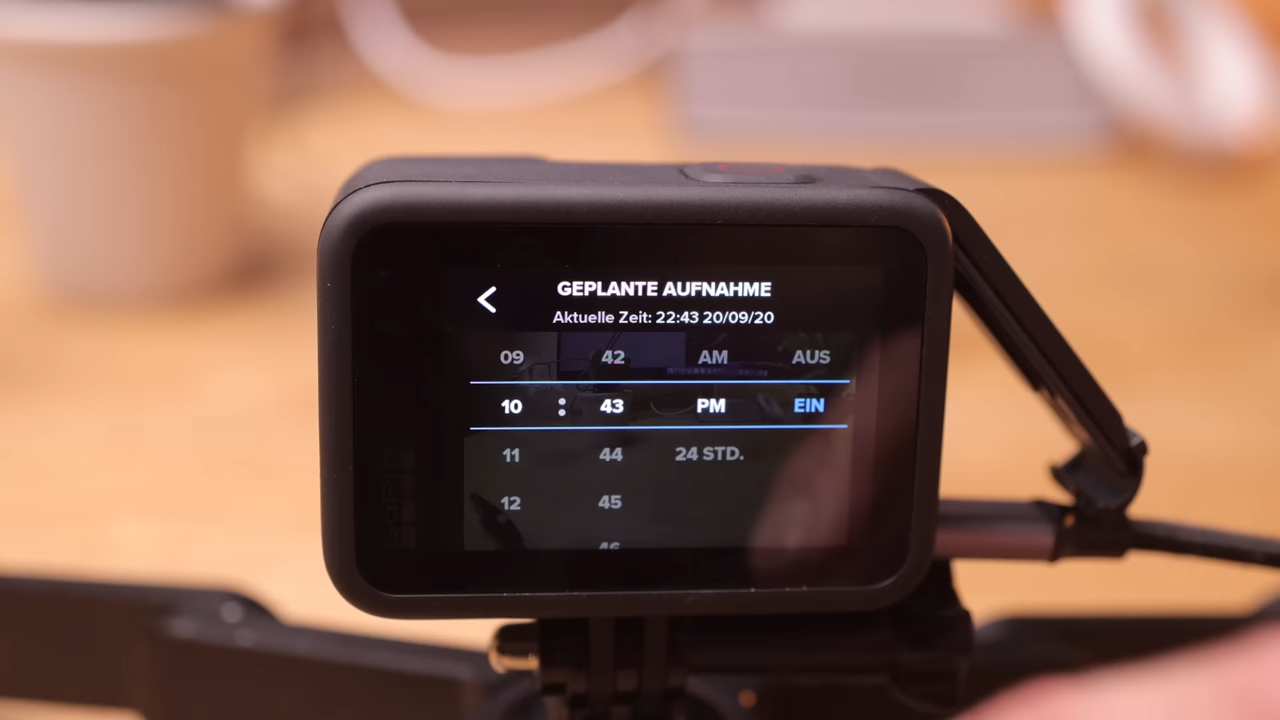 GEPLANTE AUFNAHME
Aktuelle Zeit: 22:43 20/09/20
09 42 AM AUS
10 : 43 PM EIN
11 44 24 STD.
12 45
46